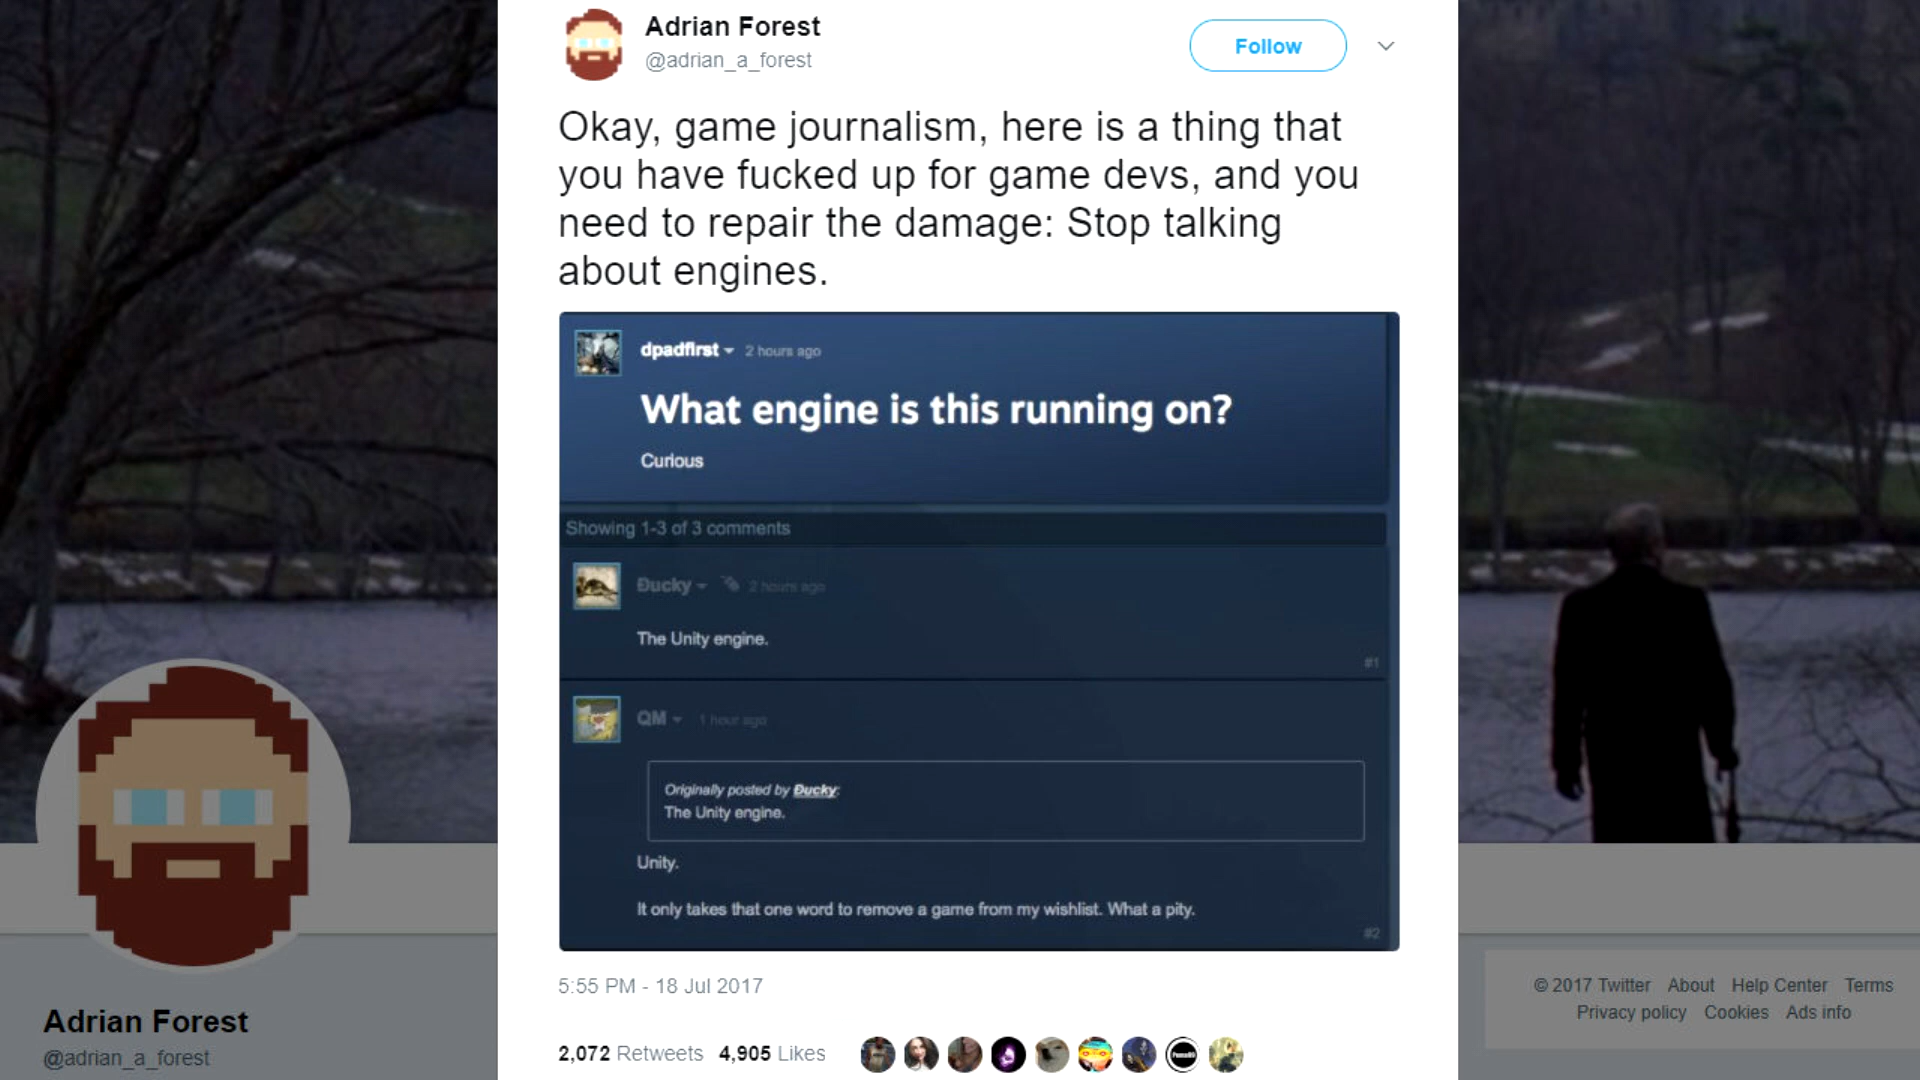 Adrian Forest
@adrian_a_forest
Follow
Okay, game journalism, here is a thing that
you have fucked up for game devs, and you
need to repair the damage: Stop talking
about engines.
dpadfirst 2 hours ago
What engine is this running on?
Curious
Showing 1-3 of 3 comments
Ðucky 2 hours ago
The Unity engine.
#1
QM 1 hour ago
Originally posted by Ðucky:
The Unity engine.
Unity.
It only takes that one word to remove a game from my wishlist. What a pity.
#2
5:55 PM - 18 Jul 2017
2,072 Retweets 4,905 Likes
Adrian Forest
@adrian_a_forest
© 2017 Twitter About Help Center Terms
Privacy policy Cookies Ads info